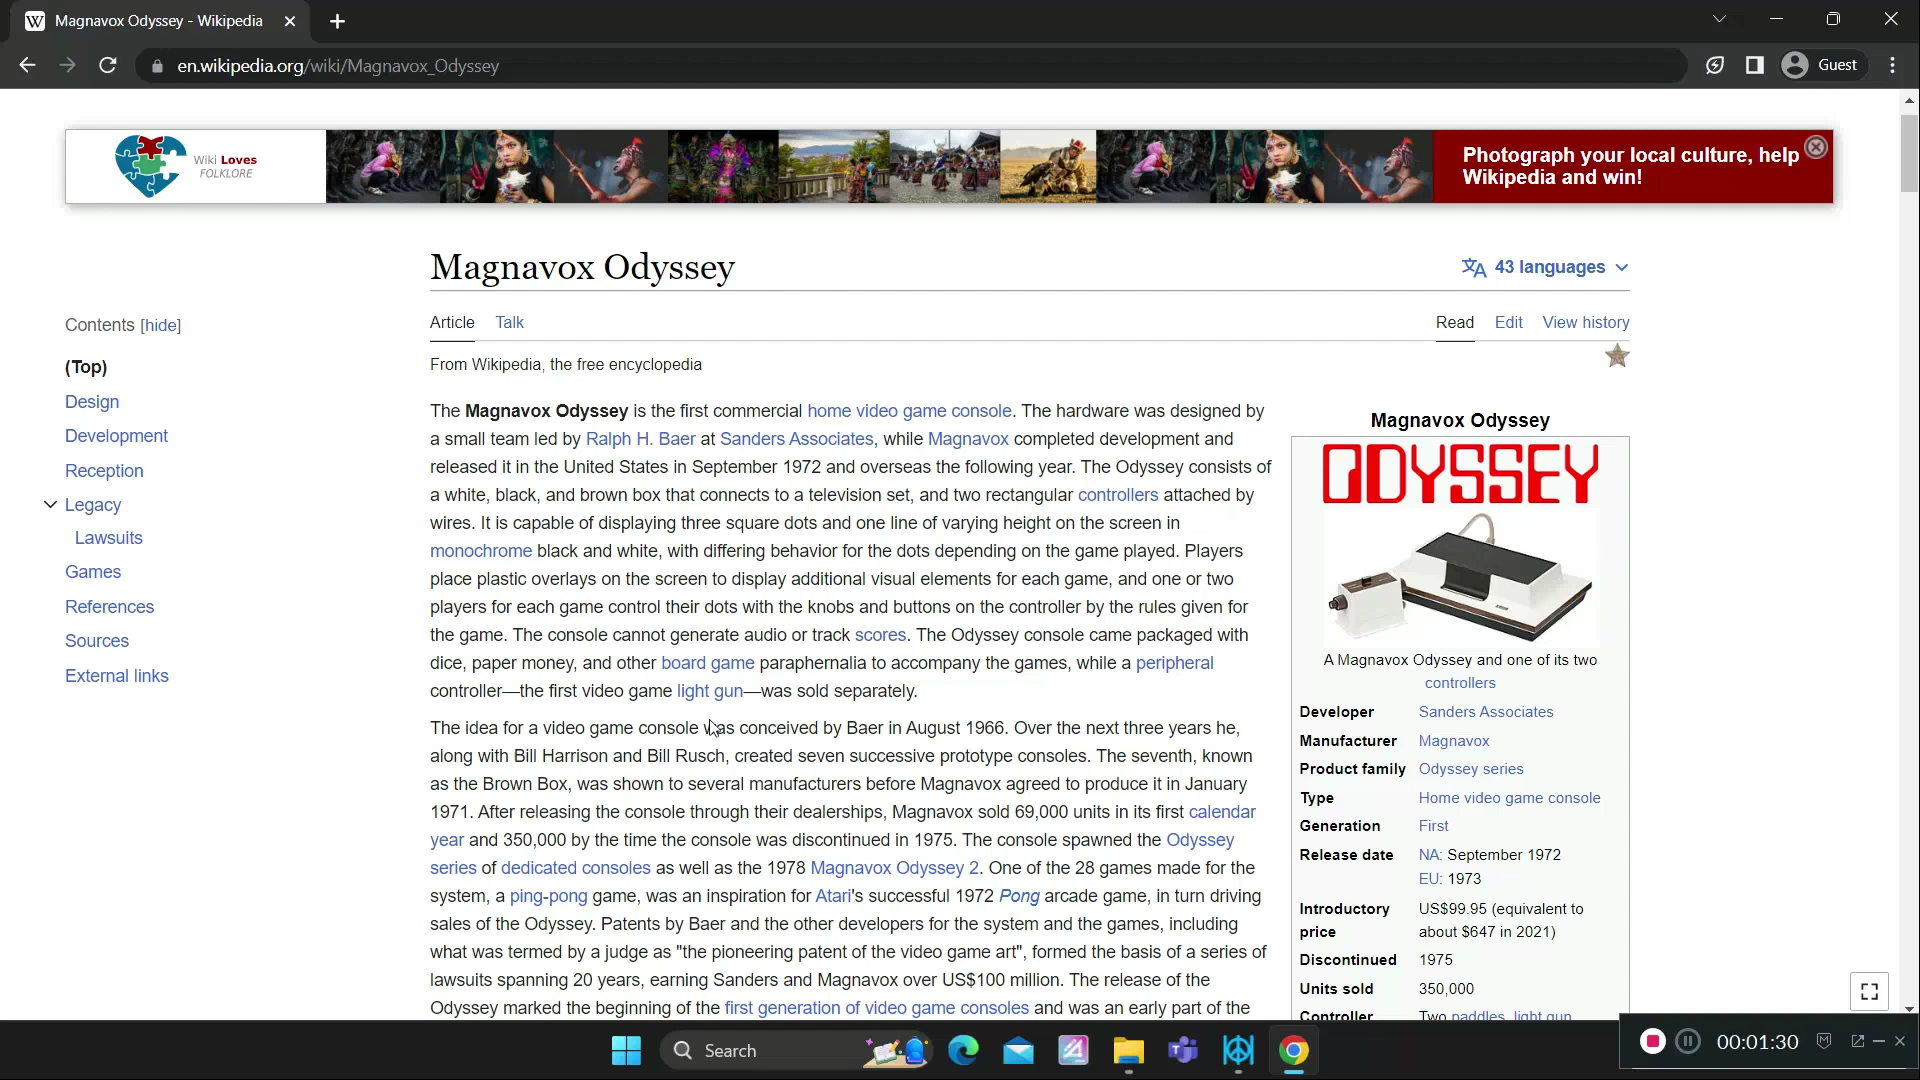 Magnavox Odyssey - Wikipedia
en.wikipedia.org/wiki/Magnavox_Odyssey
Guest
Wiki Loves
FOLKLORE
Photograph your local culture, help
Wikipedia and win!
Magnavox Odyssey
43 languages
Contents [hide]
(Top)
Design
Development
Reception
Legacy
Lawsuits
Games
References
Sources
External links
Article Talk
Read Edit View history
From Wikipedia, the free encyclopedia
The Magnavox Odyssey is the first commercial home video game console. The hardware was designed by
a small team led by Ralph H. Baer at Sanders Associates, while Magnavox completed development and
released it in the United States in September 1972 and overseas the following year. The Odyssey consists of
a white, black, and brown box that connects to a television set, and two rectangular controllers attached by
wires. It is capable of displaying three square dots and one line of varying height on the screen in
monochrome black and white, with differing behavior for the dots depending on the game played. Players
place plastic overlays on the screen to display additional visual elements for each game, and one or two
players for each game control their dots with the knobs and buttons on the controller by the rules given for
the game. The console cannot generate audio or track scores. The Odyssey console came packaged with
dice, paper money, and other board game paraphernalia to accompany the games, while a peripheral
controller—the first video game light gun—was sold separately.
The idea for a video game console was conceived by Baer in August 1966. Over the next three years he,
along with Bill Harrison and Bill Rusch, created seven successive prototype consoles. The seventh, known
as the Brown Box, was shown to several manufacturers before Magnavox agreed to produce it in January
1971. After releasing the console through their dealerships, Magnavox sold 69,000 units in its first calendar
year and 350,000 by the time the console was discontinued in 1975. The console spawned the Odyssey
series of dedicated consoles as well as the 1978 Magnavox Odyssey 2. One of the 28 games made for the
system, a ping-pong game, was an inspiration for Atari's successful 1972 Pong arcade game, in turn driving
sales of the Odyssey. Patents by Baer and the other developers for the system and the games, including
what was termed by a judge as "the pioneering patent of the video game art", formed the basis of a series of
lawsuits spanning 20 years, earning Sanders and Magnavox over US$100 million. The release of the
Odyssey marked the beginning of the first generation of video game consoles and was an early part of the
Magnavox Odyssey
ODYSSEY
A Magnavox Odyssey and one of its two
controllers
Developer Sanders Associates
Manufacturer Magnavox
Product family Odyssey series
Type Home video game console
Generation First
Release date NA: September 1972
EU: 1973
Introductory US$99.95 (equivalent to
price about $647 in 2021)
Discontinued 1975
Units sold 350,000
Controller Two paddles, light gun
Search
00:01:30